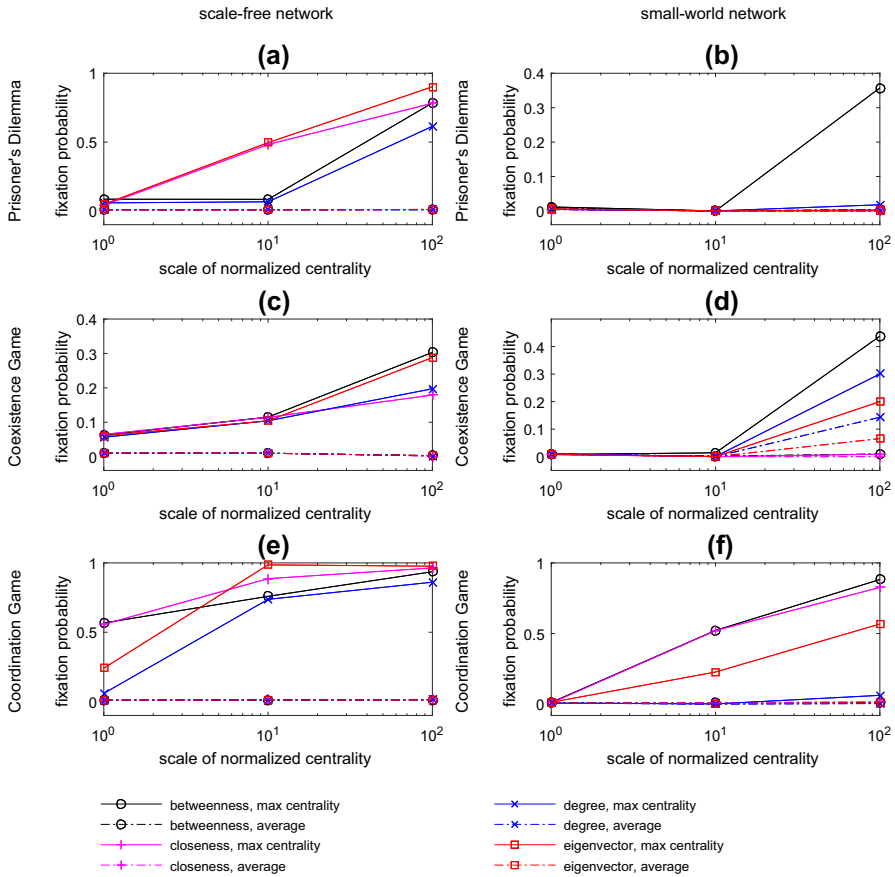 scale-free network
small-world network
(a)
Prisoner's Dilemma
fixation probability
1
0.5
0
10^0
10^1
10^2
scale of normalized centrality
(b)
Prisoner's Dilemma
fixation probability
0.4
0.3
0.2
0.1
0
10^0
10^1
10^2
scale of normalized centrality
(c)
Coexistence Game
fixation probability
0.4
0.3
0.2
0.1
0
10^0
10^1
10^2
scale of normalized centrality
(d)
Coexistence Game
fixation probability
0.4
0.3
0.2
0.1
0
10^0
10^1
10^2
scale of normalized centrality
(e)
Coordination Game
fixation probability
1
0.5
0
10^0
10^1
10^2
scale of normalized centrality
(f)
Coordination Game
fixation probability
1
0.5
0
10^0
10^1
10^2
scale of normalized centrality
betweenness, max centrality
betweenness, average
closeness, max centrality
closeness, average
degree, max centrality
degree, average
eigenvector, max centrality
eigenvector, average